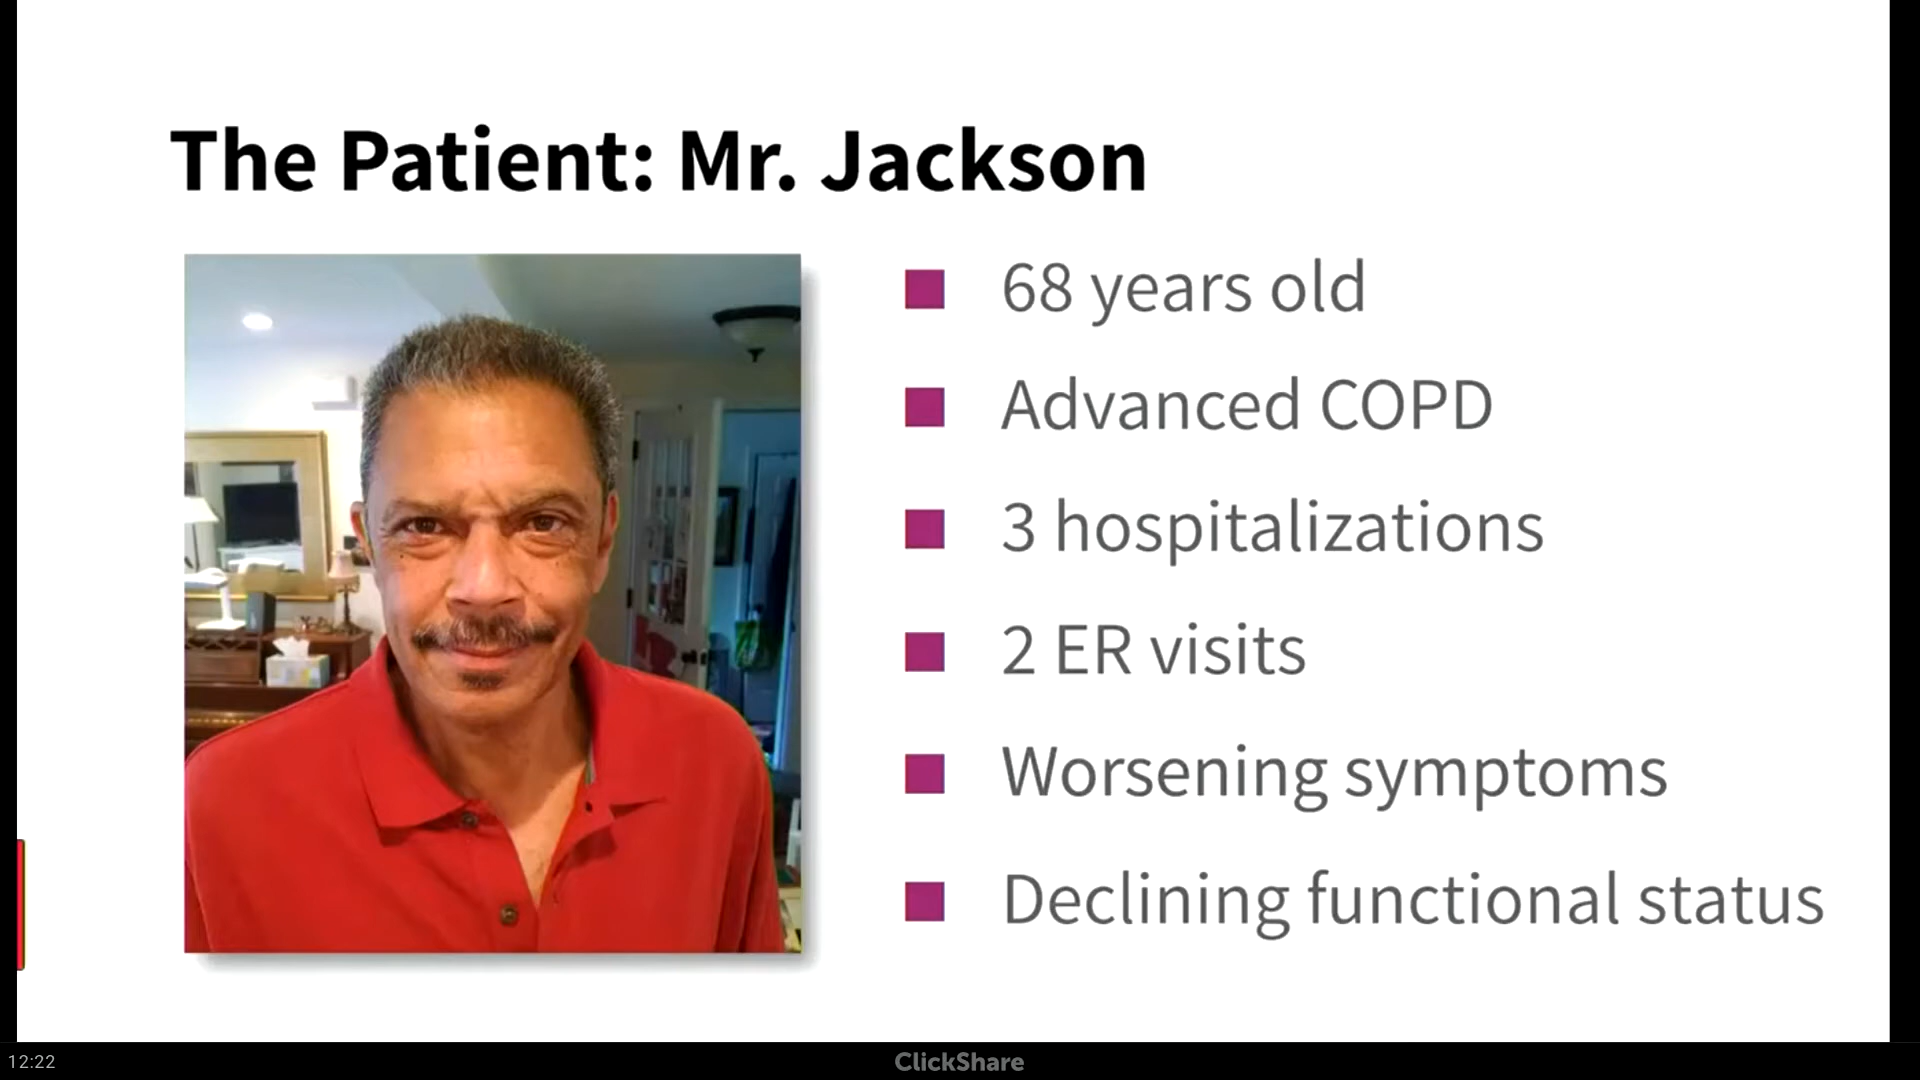 The Patient: Mr. Jackson
68 years old
Advanced COPD
3 hospitalizations
2 ER visits
Worsening symptoms
Declining functional status
12:22
ClickShare